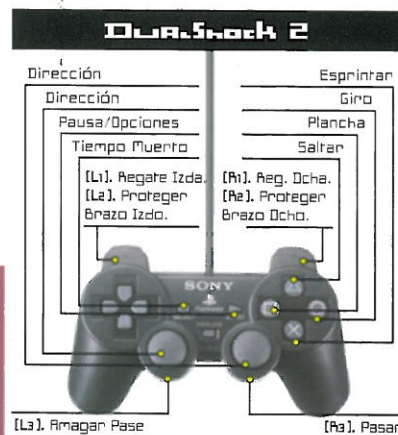 DualShock 2
Dirección Esprintar
Dirección Giro
Pausa/Opciones Plancha
Tiempo Muerto Saltar
[L1]. Regate Izda. [R1]. Reg. Dcha.
[L2]. Proteger [R2]. Proteger
Brazo Izdo. Brazo Dcho.
SONY
[L3]. Amagar Pase [R3]. Pasar